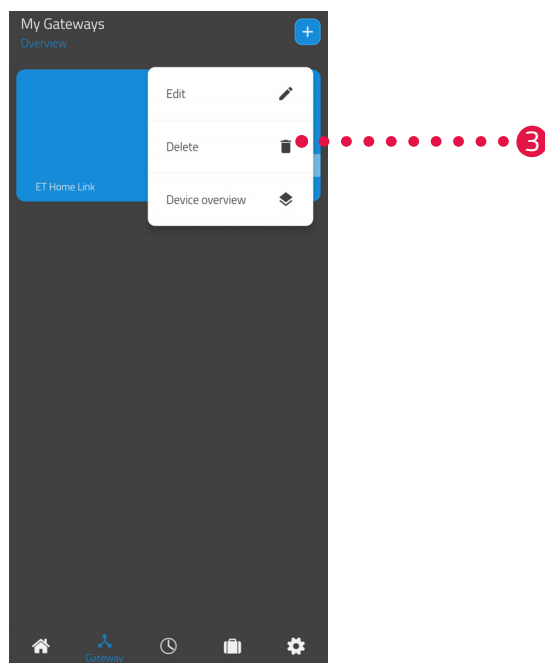 My Gateways
Overview
+
Edit
Delete
3
ET Home Link
Device overview
Gateway